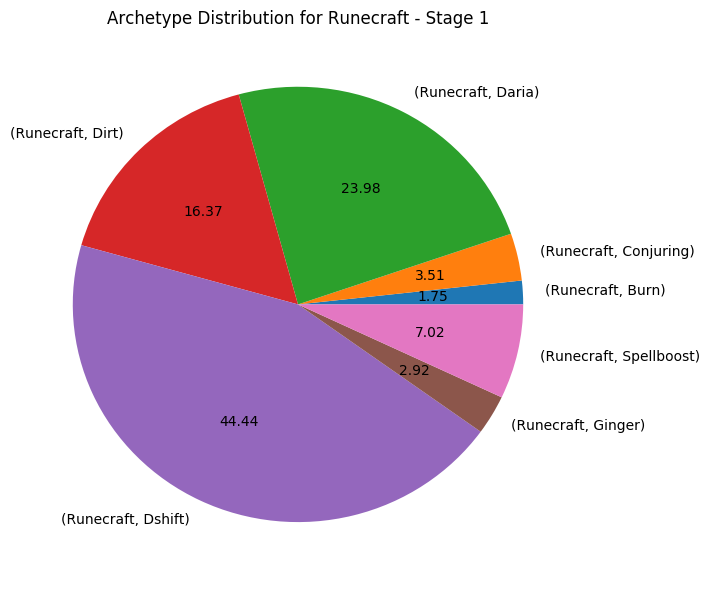 Archetype Distribution for Runecraft - Stage 1
(Runecraft, Daria)
(Runecraft, Dirt)
23.98
16.37
(Runecraft, Conjuring)
3.51
(Runecraft, Burn)
1.75
7.02
(Runecraft, Spellboost)
2.92
44.44
(Runecraft, Ginger)
(Runecraft, Dshift)